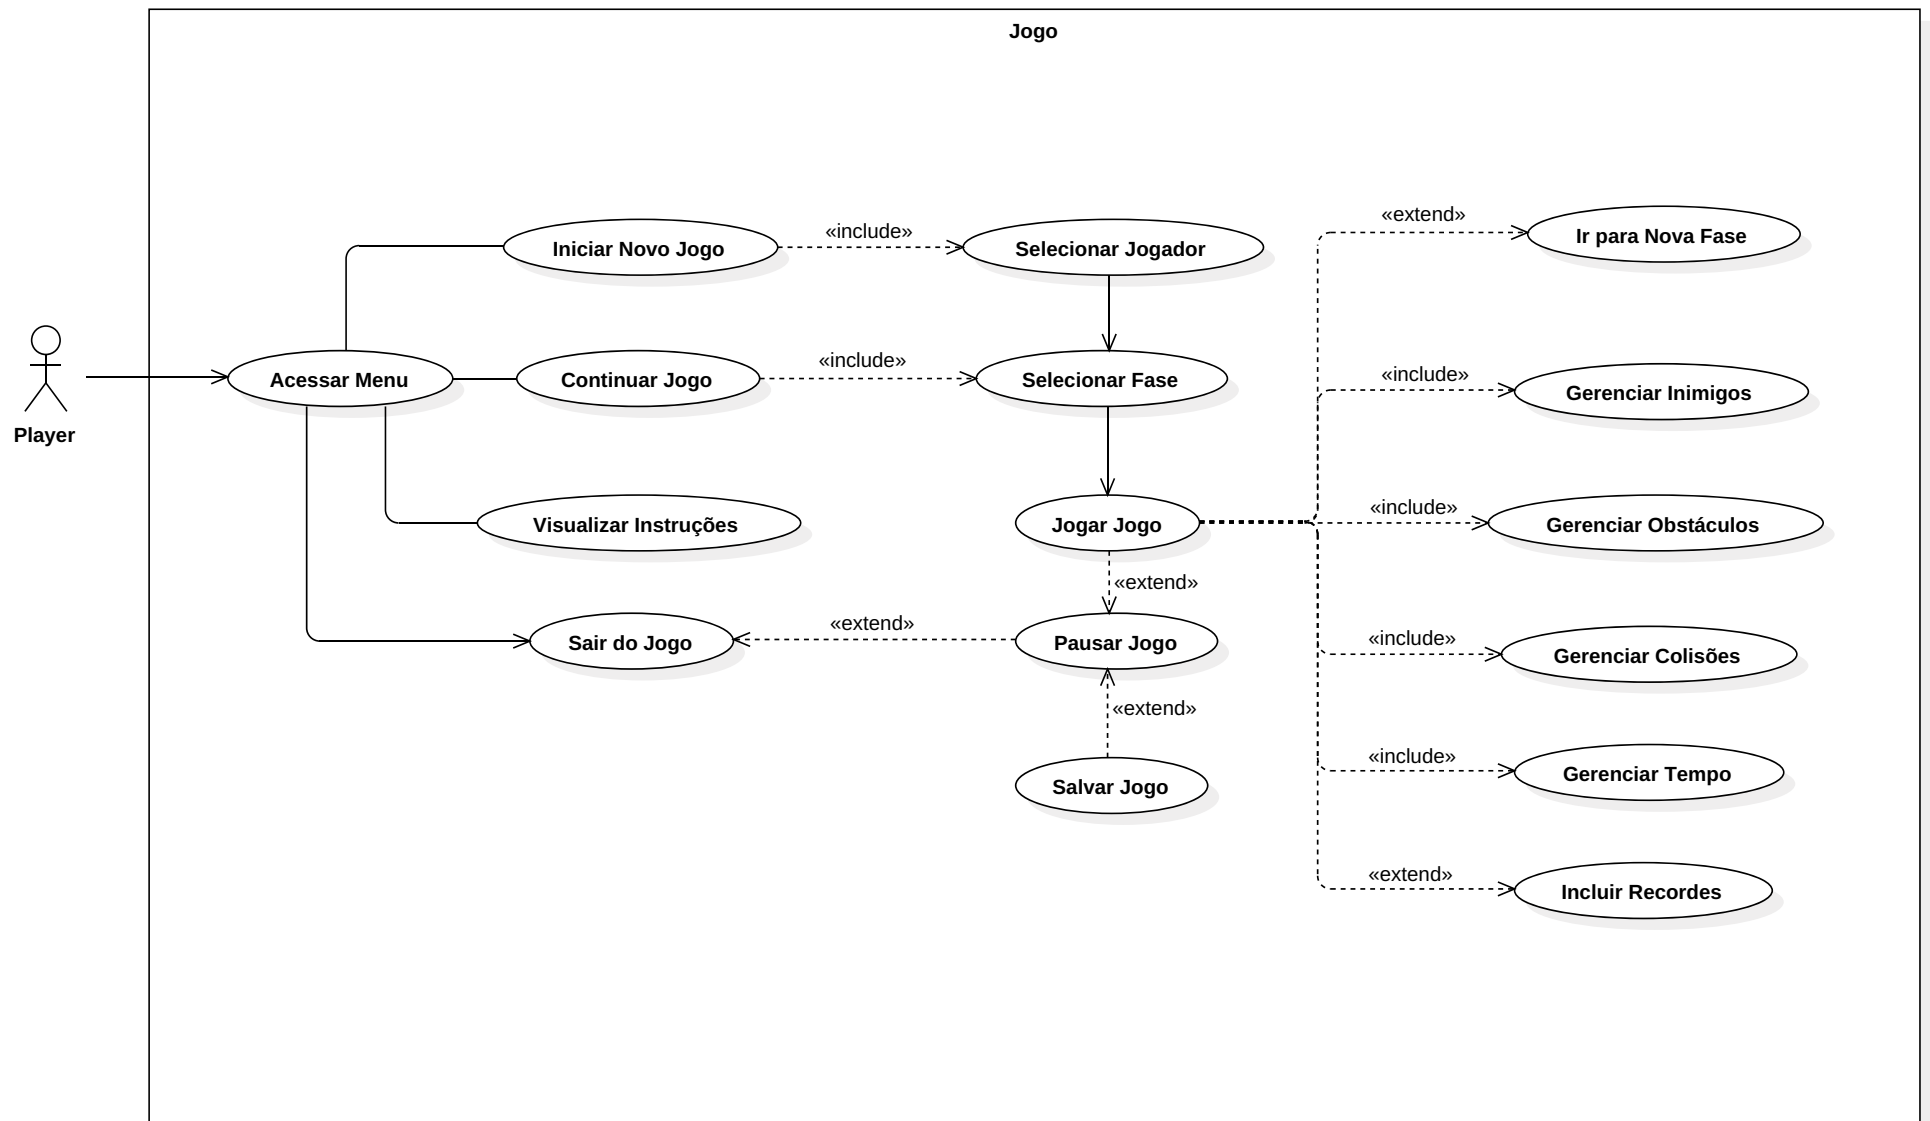 Jogo
«extend»
Ir para Nova Fase
Iniciar Novo Jogo
«include»
Selecionar Jogador
Player
Acessar Menu
Continuar Jogo
«include»
Selecionar Fase
«include»
Gerenciar Inimigos
Visualizar Instruções
Jogar Jogo
«include»
Gerenciar Obstáculos
«extend»
Sair do Jogo
«extend»
Pausar Jogo
«include»
Gerenciar Colisões
«extend»
Salvar Jogo
«include»
Gerenciar Tempo
«extend»
Incluir Recordes